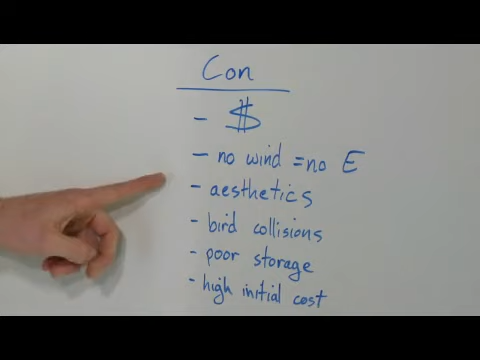 Con
- $
- no wind = no E
- aesthetics
- bird collisions
- poor storage
- high initial cost